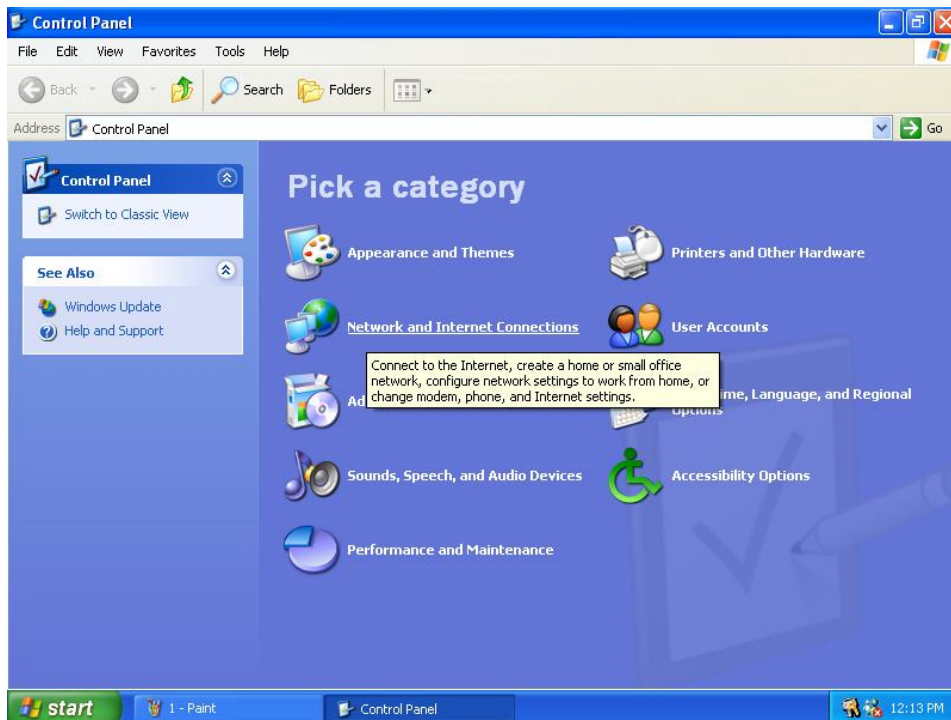 Control Panel
File Edit View Favorites Tools Help
Back Search Folders
Address Control Panel Go
Control Panel
Switch to Classic View
See Also
Windows Update
Help and Support
Pick a category
Appearance and Themes
Printers and Other Hardware
Network and Internet Connections
User Accounts
Connect to the Internet, create a home or small office
network, configure network settings to work from home, or
change modem, phone, and Internet settings.
Language, and Regional
Options
Sounds, Speech, and Audio Devices
Accessibility Options
Performance and Maintenance
start 1 - Paint Control Panel 12:13 PM